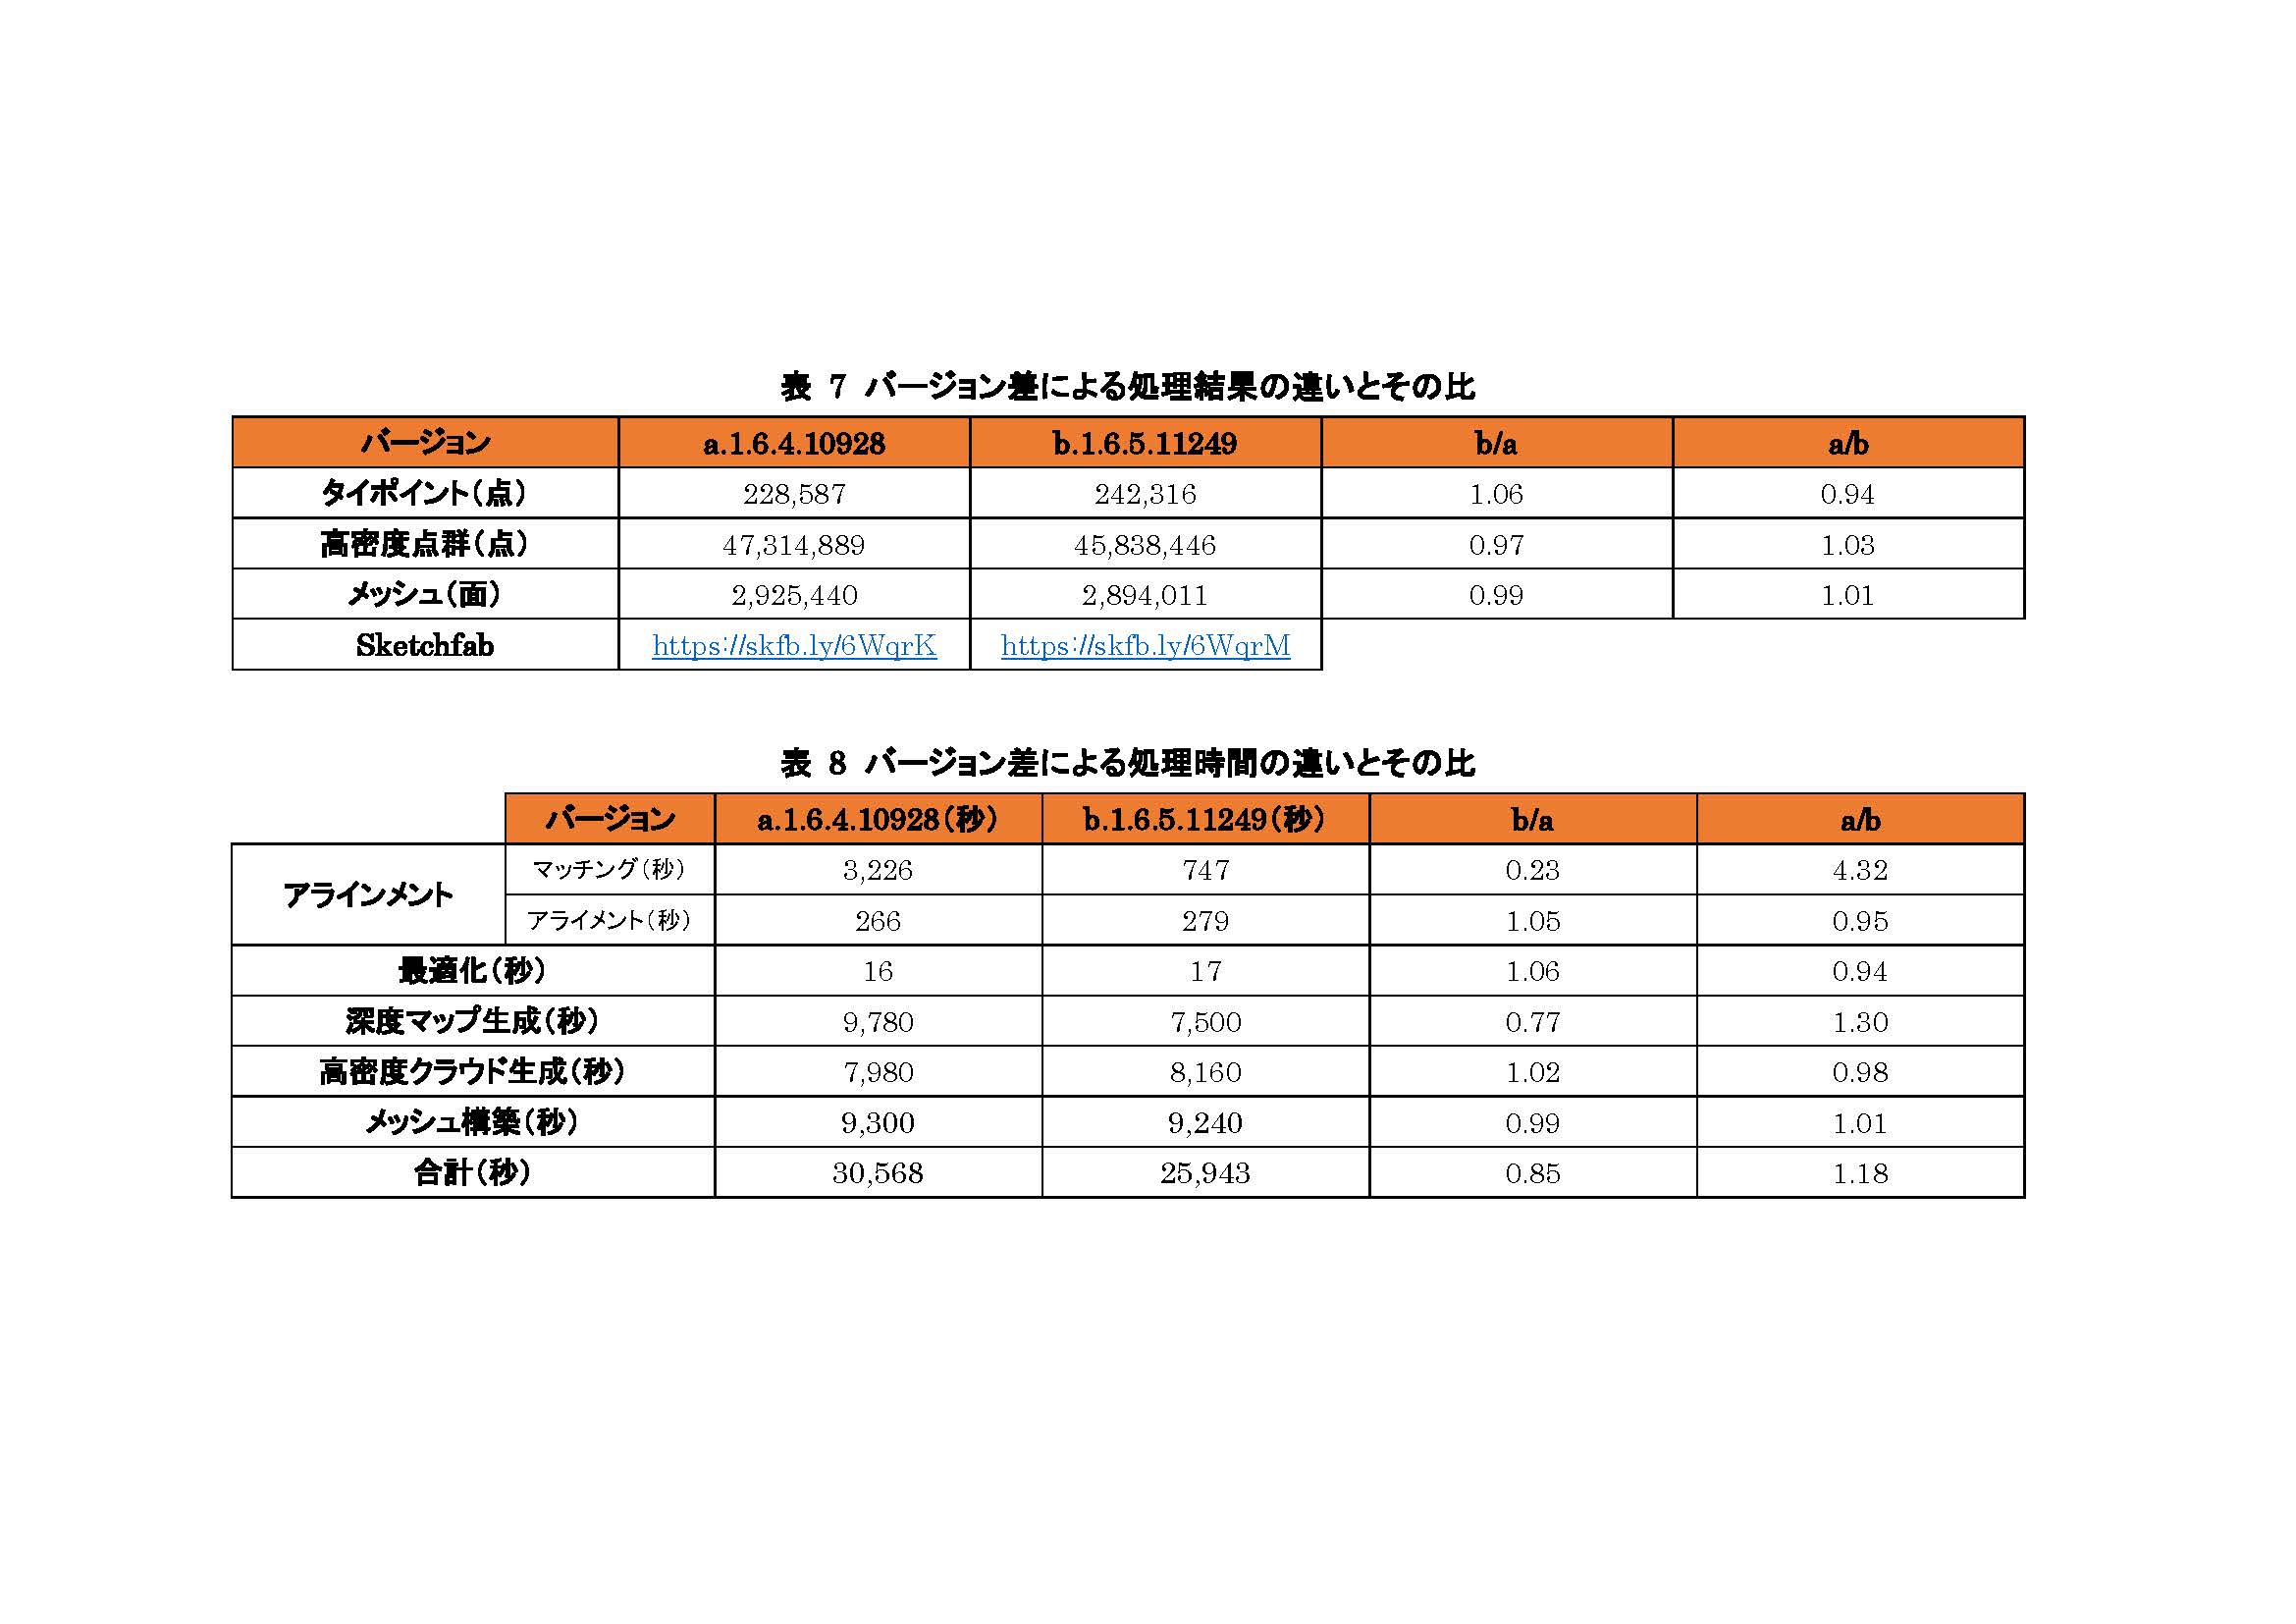 表 7 バージョン差による処理結果の違いとその比
バージョン a.1.6.4.10928 b.1.6.5.11249 b/a a/b
タイポイント（点） 228,587 242,316 1.06 0.94
高密度点群（点） 47,314,889 45,838,446 0.97 1.03
メッシュ（面） 2,925,440 2,894,011 0.99 1.01
Sketchfab https://skfb.ly/6WqrK https://skfb.ly/6WqrM
表 8 バージョン差による処理時間の違いとその比
バージョン a.1.6.4.10928（秒） b.1.6.5.11249（秒） b/a a/b
アラインメント マッチング（秒） 3,226 747 0.23 4.32
アライメント（秒） 266 279 1.05 0.95
最適化（秒） 16 17 1.06 0.94
深度マップ生成（秒） 9,780 7,500 0.77 1.30
高密度クラウド生成（秒） 7,980 8,160 1.02 0.98
メッシュ構築（秒） 9,300 9,240 0.99 1.01
合計（秒） 30,568 25,943 0.85 1.18